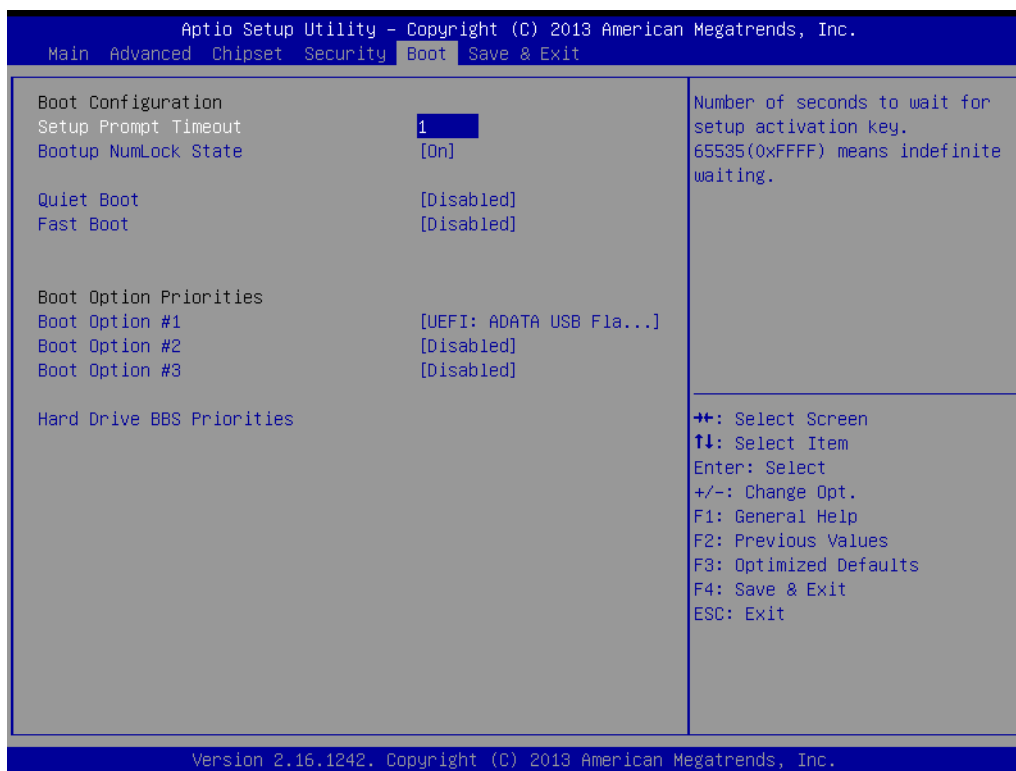 Aptio Setup Utility – Copyright (C) 2013 American Megatrends, Inc.
Main Advanced Chipset Security Boot Save & Exit
Boot Configuration
Setup Prompt Timeout 1
Bootup NumLock State [On]
Quiet Boot [Disabled]
Fast Boot [Disabled]
Boot Option Priorities
Boot Option #1 [UEFI: ADATA USB Fla...]
Boot Option #2 [Disabled]
Boot Option #3 [Disabled]
Hard Drive BBS Priorities
Number of seconds to wait for
setup activation key.
65535(0xFFFF) means indefinite
waiting.
→←: Select Screen
↑↓: Select Item
Enter: Select
+/-: Change Opt.
F1: General Help
F2: Previous Values
F3: Optimized Defaults
F4: Save & Exit
ESC: Exit
Version 2.16.1242. Copyright (C) 2013 American Megatrends, Inc.